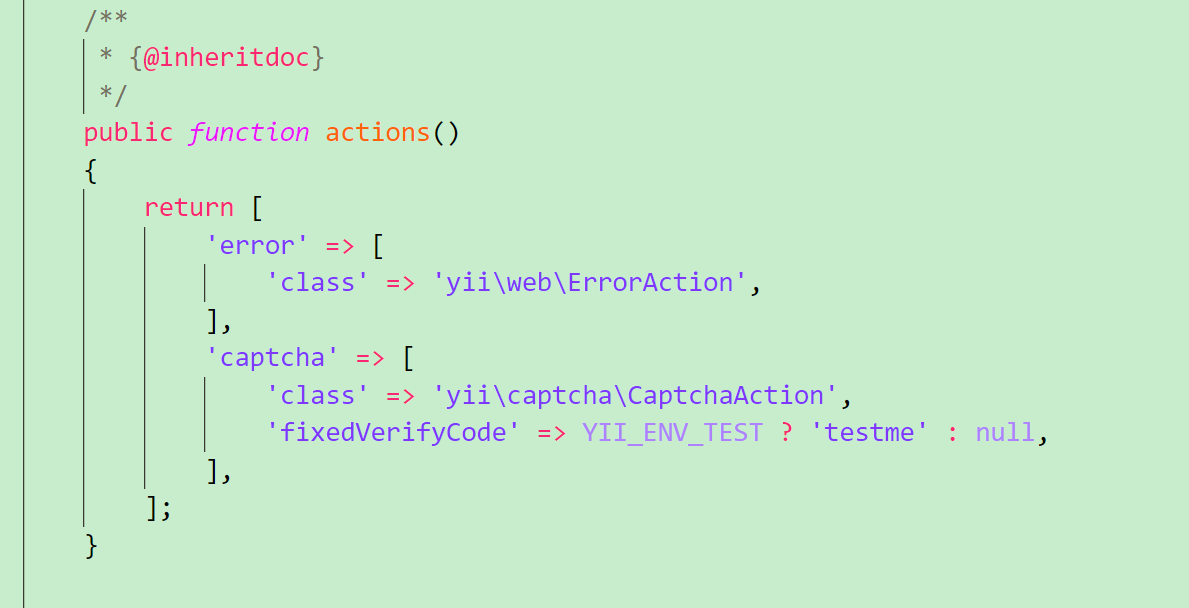 /**
 * {@inheritdoc}
 */
public function actions()
{
    return [
        'error' => [
            'class' => 'yii\web\ErrorAction',
        ],
        'captcha' => [
            'class' => 'yii\captcha\CaptchaAction',
            'fixedVerifyCode' => YII_ENV_TEST ? 'testme' : null,
        ],
    ];
}